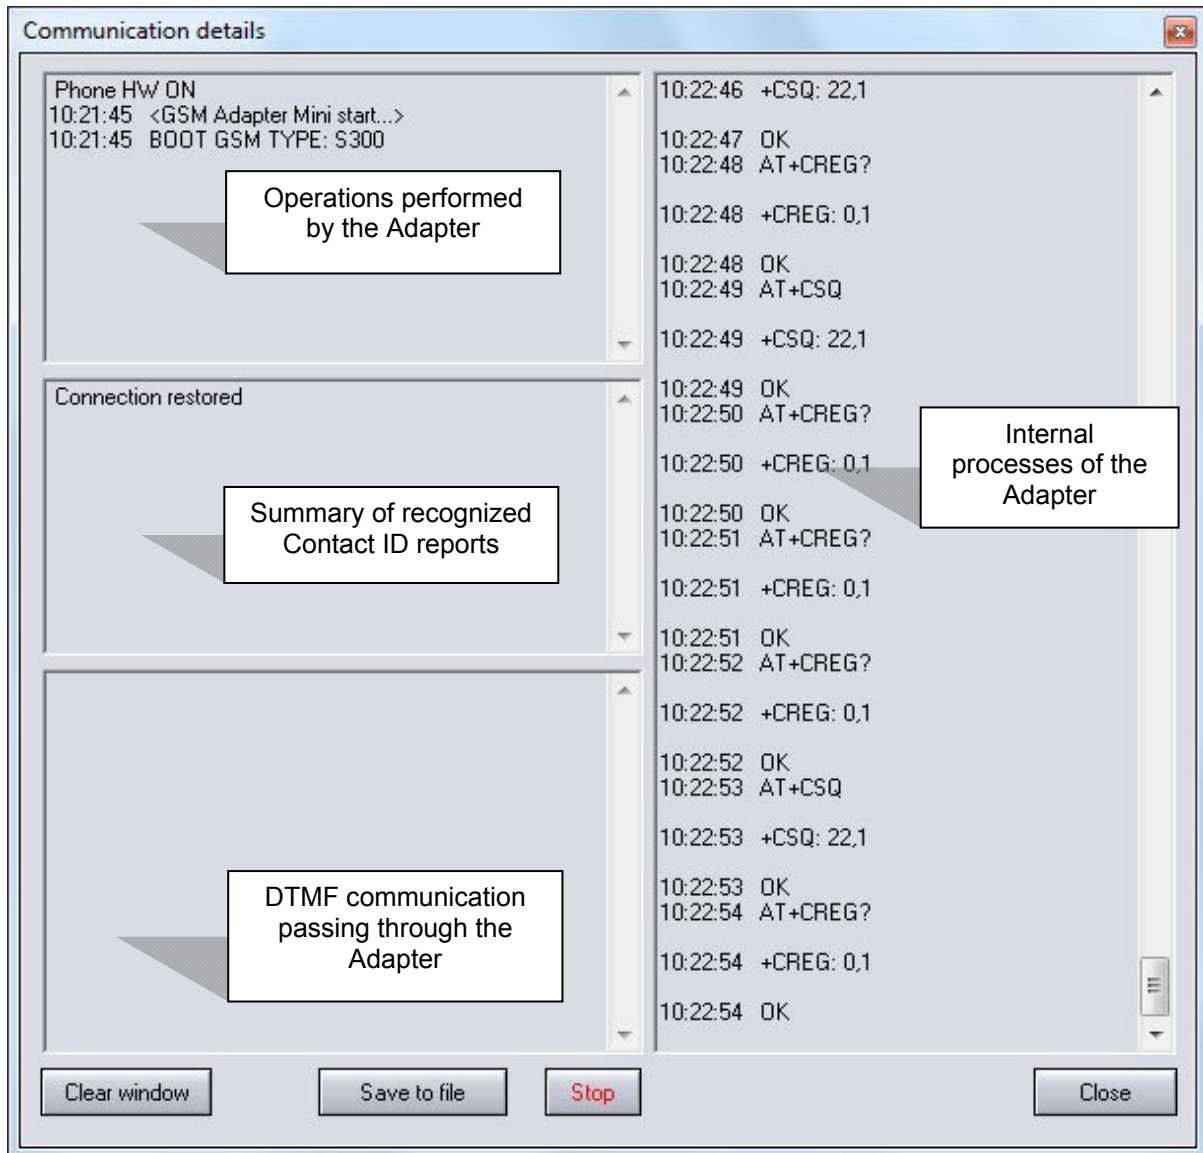 Communication details
Phone HW ON
10:21:45 <GSM Adapter Mini start...>
10:21:45 BOOT GSM TYPE: S300
Operations performed
by the Adapter
Connection restored
Summary of recognized
Contact ID reports
DTMF communication
passing through the
Adapter
10:22:46 +CSQ: 22,1
10:22:47 OK
10:22:48 AT+CREG?
10:22:48 +CREG: 0,1
10:22:48 OK
10:22:49 AT+CSQ
10:22:49 +CSQ: 22,1
10:22:49 OK
10:22:50 AT+CREG?
10:22:50 +CREG: 0,1
10:22:50 OK
10:22:51 AT+CREG?
10:22:51 +CREG: 0,1
10:22:51 OK
10:22:52 AT+CREG?
10:22:52 +CREG: 0,1
10:22:52 OK
10:22:53 AT+CSQ
10:22:53 +CSQ: 22,1
10:22:53 OK
10:22:54 AT+CREG?
10:22:54 +CREG: 0,1
10:22:54 OK
Internal
processes of the
Adapter
Clear window
Save to file
Stop
Close